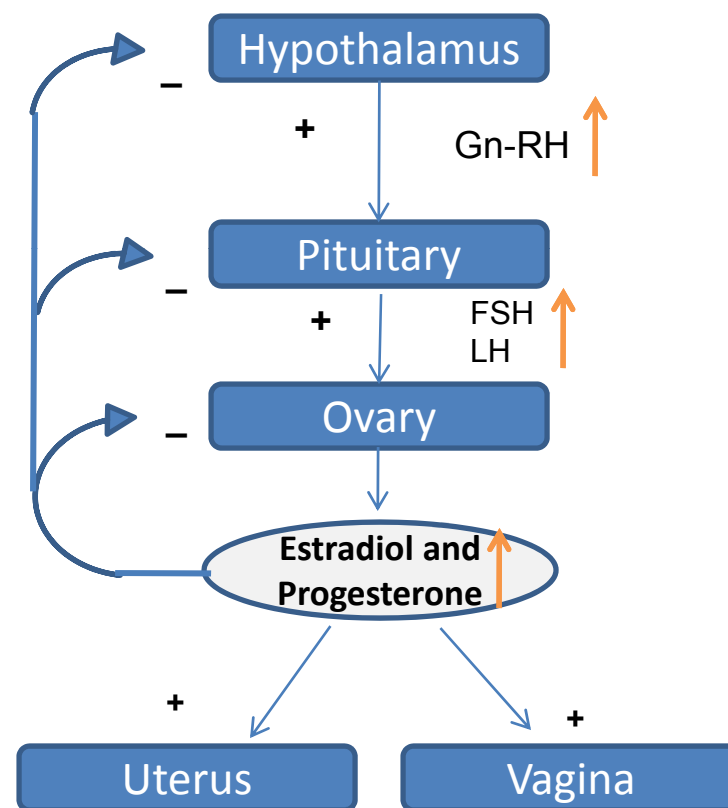 Hypothalamus
–
+
Gn-RH
Pituitary
–
+
FSH
LH
Ovary
–
Estradiol and
Progesterone
+
+
Uterus
Vagina